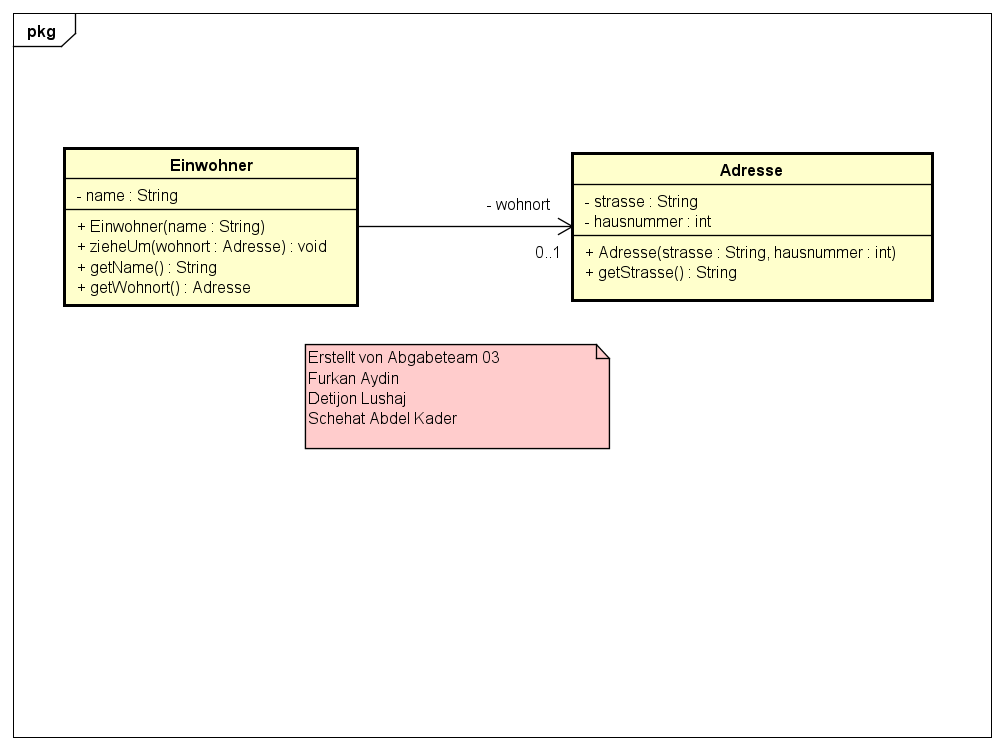 pkg
Einwohner
- name : String
+ Einwohner(name : String)
+ zieheUm(wohnort : Adresse) : void
+ getName() : String
+ getWohnort() : Adresse
- wohnort
0..1
Adresse
- strasse : String
- hausnummer : int
+ Adresse(strasse : String, hausnummer : int)
+ getStrasse() : String
Erstellt von Abgabeteam 03
Furkan Aydin
Detijon Lushaj
Schehat Abdel Kader